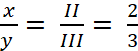 x/y = II/III = 2/3